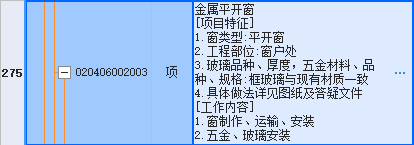 金属平开窗
[项目特征]
1.窗类型:平开窗
2.工程部位:窗户处
3.玻璃品种、厚度，五金材料、品
种、规格:框玻璃与现有材质一致
4.具体做法详见图纸及答疑文件
[工作内容]
1.窗制作、运输、安装
2.五金、玻璃安装
275
020406002003
项
...